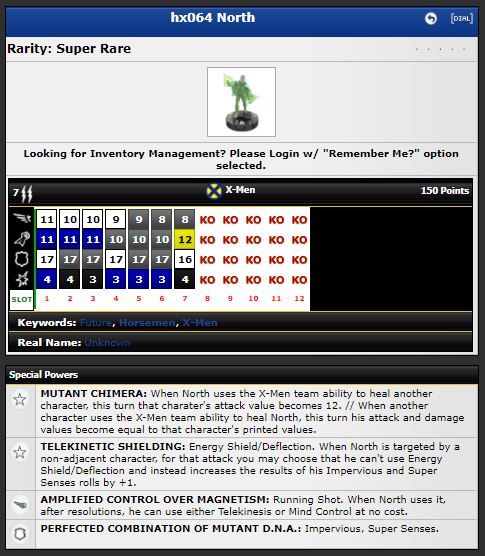 hx064 North
[DIAL]
Rarity: Super Rare
Looking for Inventory Management? Please Login w/ "Remember Me?" option
selected.
7 X-Men 150 Points
11 10 10 9 9 8 8 KO KO KO KO KO
11 11 11 10 10 10 12 KO KO KO KO KO
17 17 17 17 17 17 16 KO KO KO KO KO
4 4 3 3 3 3 4 KO KO KO KO KO
SLOT 1 2 3 4 5 6 7 8 9 10 11 12
Keywords: Future, Horsemen, X-Men
Real Name: Unknown
Special Powers
MUTANT CHIMERA: When North uses the X-Men team ability to heal another
character, this turn that charater's attack value becomes 12. // When another
character uses the X-Men team ability to heal North, this turn his attack and damage
values become equal to that character's printed values.
TELEKINETIC SHIELDING: Energy Shield/Deflection. When North is targeted by a
non-adjacent character, for that attack you may choose that he can't use Energy
Shield/Deflection and instead increases the results of his Impervious and Super
Senses rolls by +1.
AMPLIFIED CONTROL OVER MAGNETISM: Running Shot. When North uses it,
after resolutions, he can use either Telekinesis or Mind Control at no cost.
PERFECTED COMBINATION OF MUTANT D.N.A.: Impervious, Super Senses.